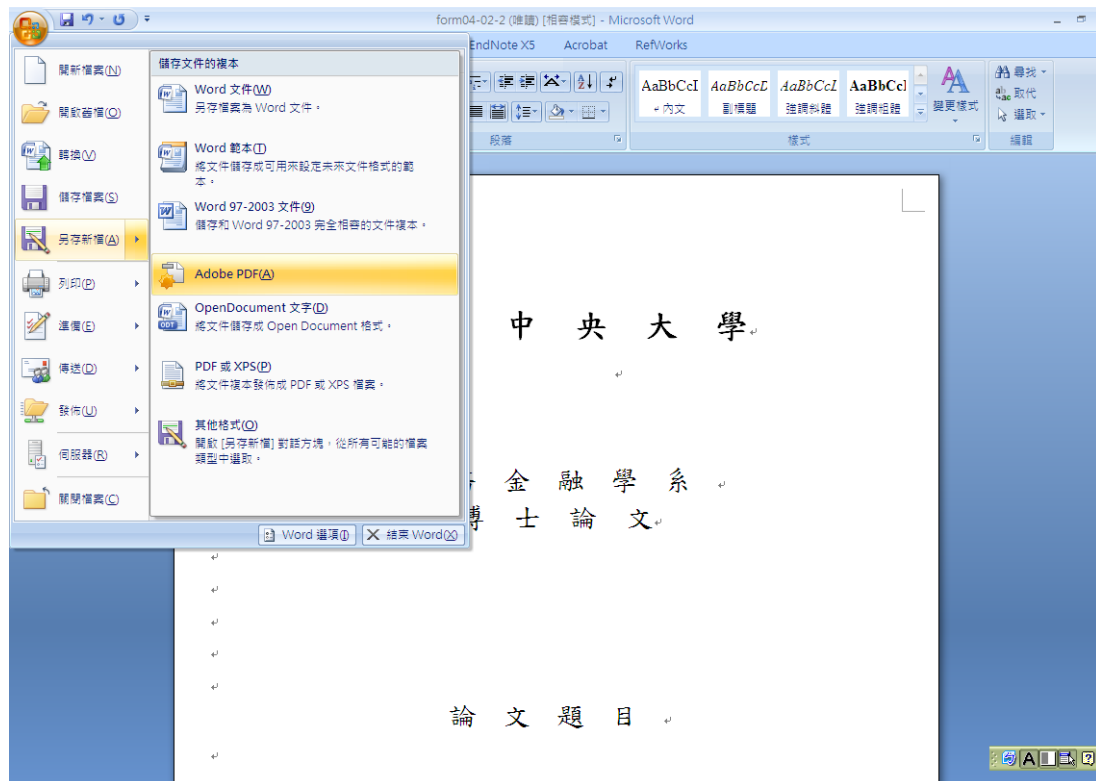 form04-02-2 (唯讀) [相容模式] - Microsoft Word
EndNote X5 Acrobat RefWorks
開新檔案(N)
開啟舊檔(O)
轉換(V)
儲存檔案(S)
另存新檔(A)
列印(P)
準備(E)
傳送(D)
發佈(U)
伺服器(R)
關閉檔案(C)
儲存文件的複本
Word 文件(W)
另存檔案為 Word 文件。
Word 範本(T)
將文件儲存成可用來設定未來文件格式的範
本。
Word 97-2003 文件(9)
儲存和 Word 97-2003 完全相容的文件複本。
Adobe PDF(A)
OpenDocument 文字(D)
將文件儲存成 Open Document 格式。
PDF 或 XPS(P)
將文件複本發佈成 PDF 或 XPS 檔案。
其他格式(O)
開啟 [另存新檔] 對話方塊，從所有可能的檔案
類型中選取。
Word 選項(I) 結束 Word(X)
AaBbCcI AaBbCcD AaBbCcL AaBbCcl
內文 副標題 強調斜體 強調粗體
變更樣式
尋找
取代
選取
段落 樣式 編輯
中 央 大 學
金 融 學 系
博 士 論 文
論 文 題 目